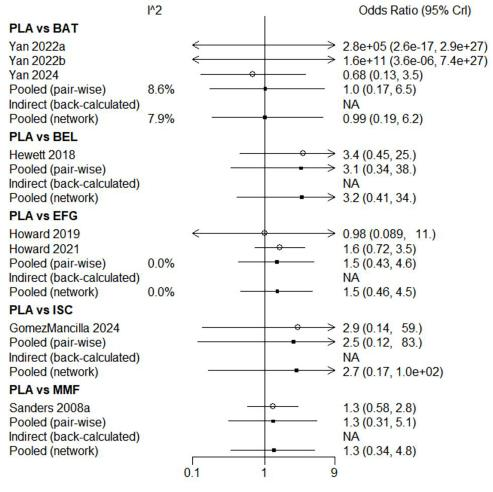 I^2 Odds Ratio (95% CrI)
PLA vs BAT
Yan 2022a 2.8e+05 (2.6e-17, 2.9e+27)
Yan 2022b 1.6e+11 (3.6e-06, 7.4e+27)
Yan 2024 0.68 (0.13, 3.5)
Pooled (pair-wise) 8.6% 1.0 (0.17, 6.5)
Indirect (back-calculated) NA
Pooled (network) 7.9% 0.99 (0.19, 6.2)
PLA vs BEL
Hewett 2018 3.4 (0.45, 25.)
Pooled (pair-wise) 3.1 (0.34, 38.)
Indirect (back-calculated) NA
Pooled (network) 3.2 (0.41, 34.)
PLA vs EFG
Howard 2019 0.98 (0.089, 11.)
Howard 2021 1.6 (0.72, 3.5)
Pooled (pair-wise) 0.0% 1.5 (0.43, 4.6)
Indirect (back-calculated) NA
Pooled (network) 0.0% 1.5 (0.46, 4.5)
PLA vs ISC
GomezMancilla 2024 2.9 (0.14, 59.)
Pooled (pair-wise) 2.5 (0.12, 83.)
Indirect (back-calculated) NA
Pooled (network) 2.7 (0.17, 1.0e+02)
PLA vs MMF
Sanders 2008a 1.3 (0.58, 2.8)
Pooled (pair-wise) 1.3 (0.31, 5.1)
Indirect (back-calculated) NA
Pooled (network) 1.3 (0.34, 4.8)
0.1 1 9